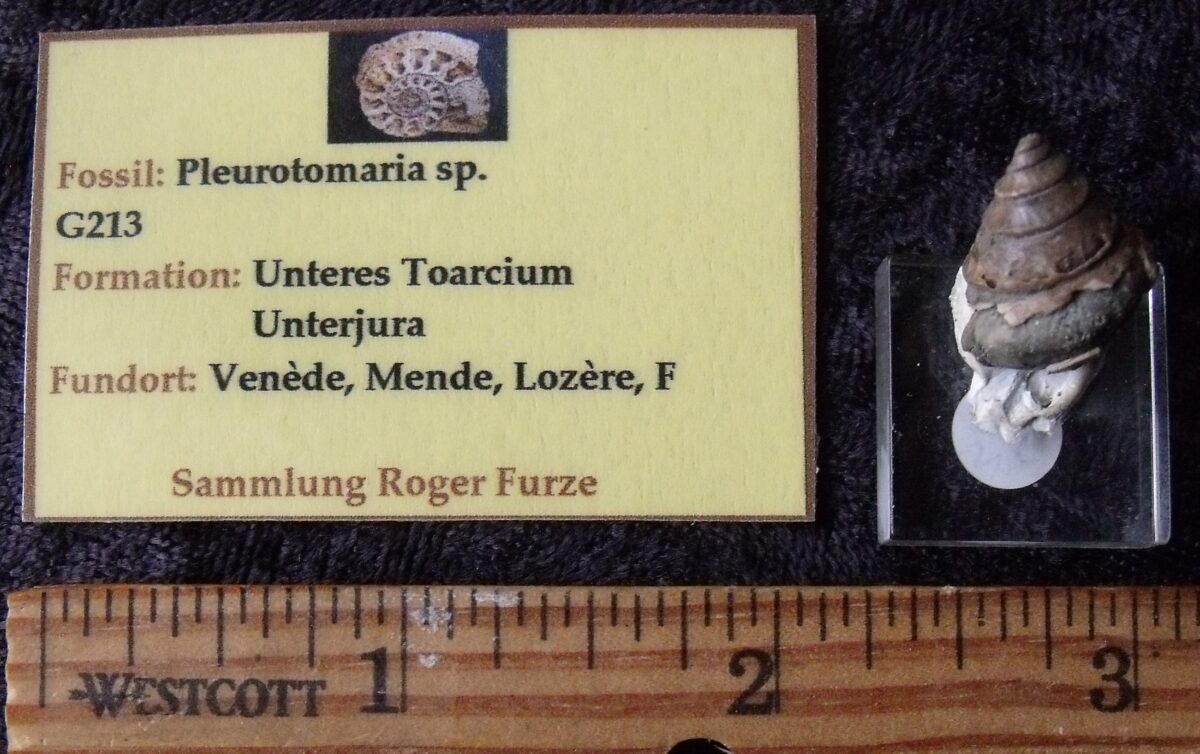 Fossil: Pleurotomaria sp.
G213
Formation: Unteres Toarcium
Unterjura
Fundort: Venède, Mende, Lozère, F
Sammlung Roger Furze
WESTCOTT 1 2 3